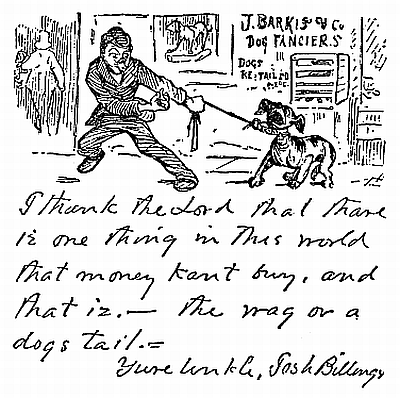 J. BARKIS & Co
DOG FANCIERS
DOGS
RETAILED
I thank the Lord that thare
iz one thing in this world
that money kant buy, and
that iz.— the wag ov a
dogs tail.=
Yure Unkle, Josh Billings